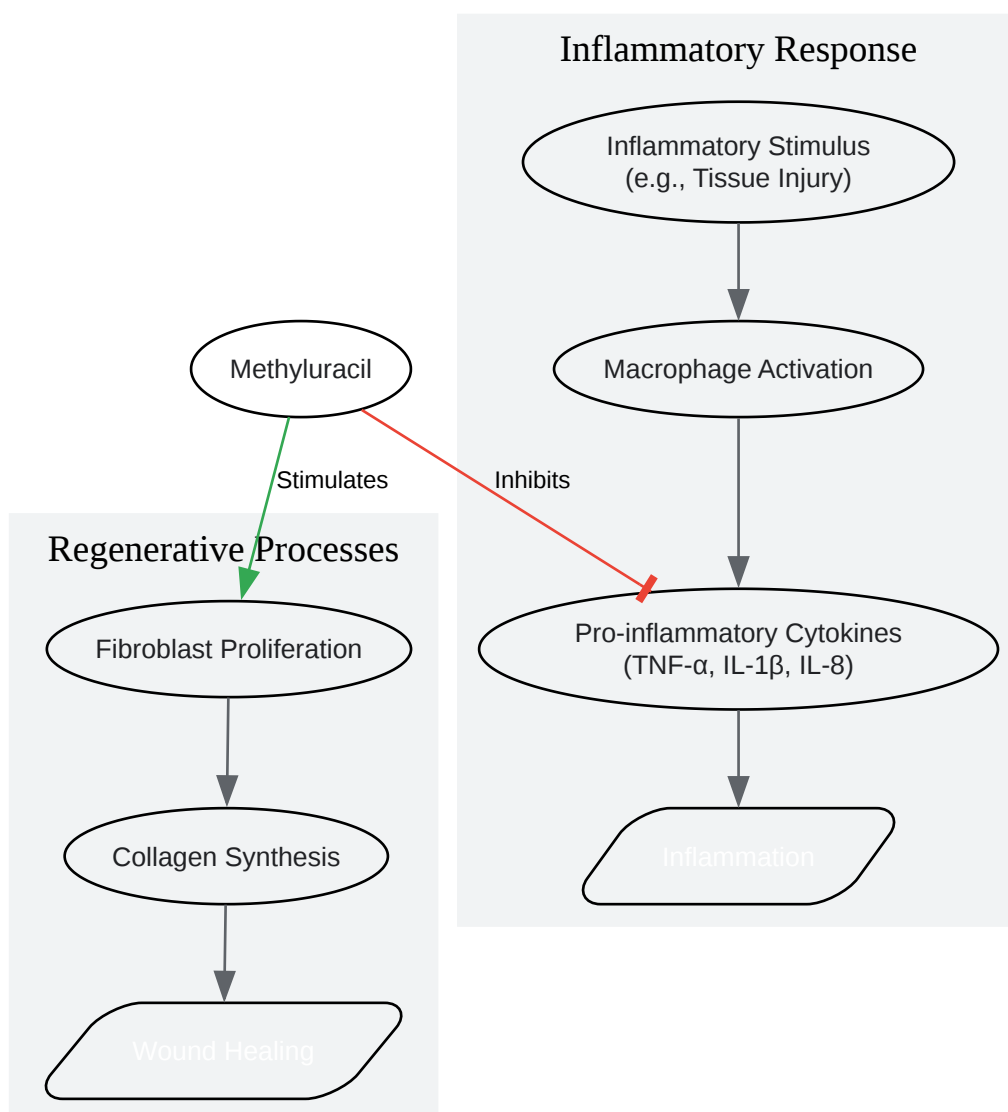 Inflammatory Response
Inflammatory Stimulus
(e.g., Tissue Injury)
Methyluracil
Macrophage Activation
Stimulates
Inhibits
Regenerative Processes
Fibroblast Proliferation
Pro-inflammatory Cytokines
(TNF-α, IL-1β, IL-8)
Collagen Synthesis
Inflammation
Wound Healing